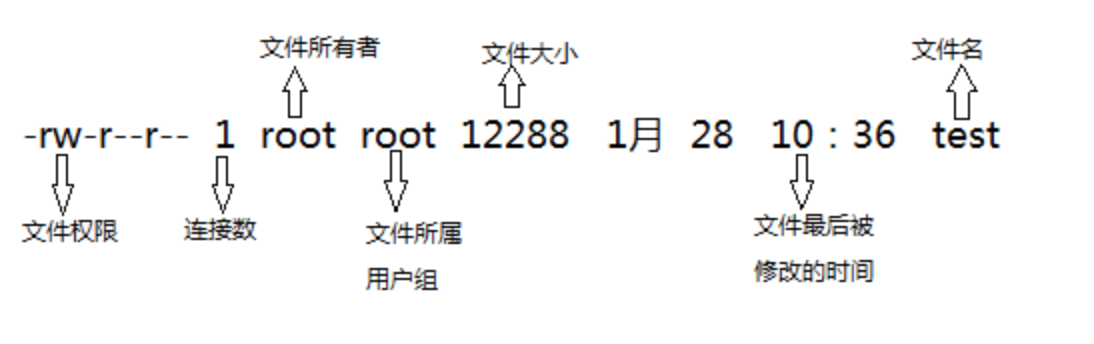 文件所有者 文件大小 文件名
-rw-r--r-- 1 root root 12288 1月 28 10：36 test
文件权限 连接数 文件所属 文件最后被
用户组 修改的时间